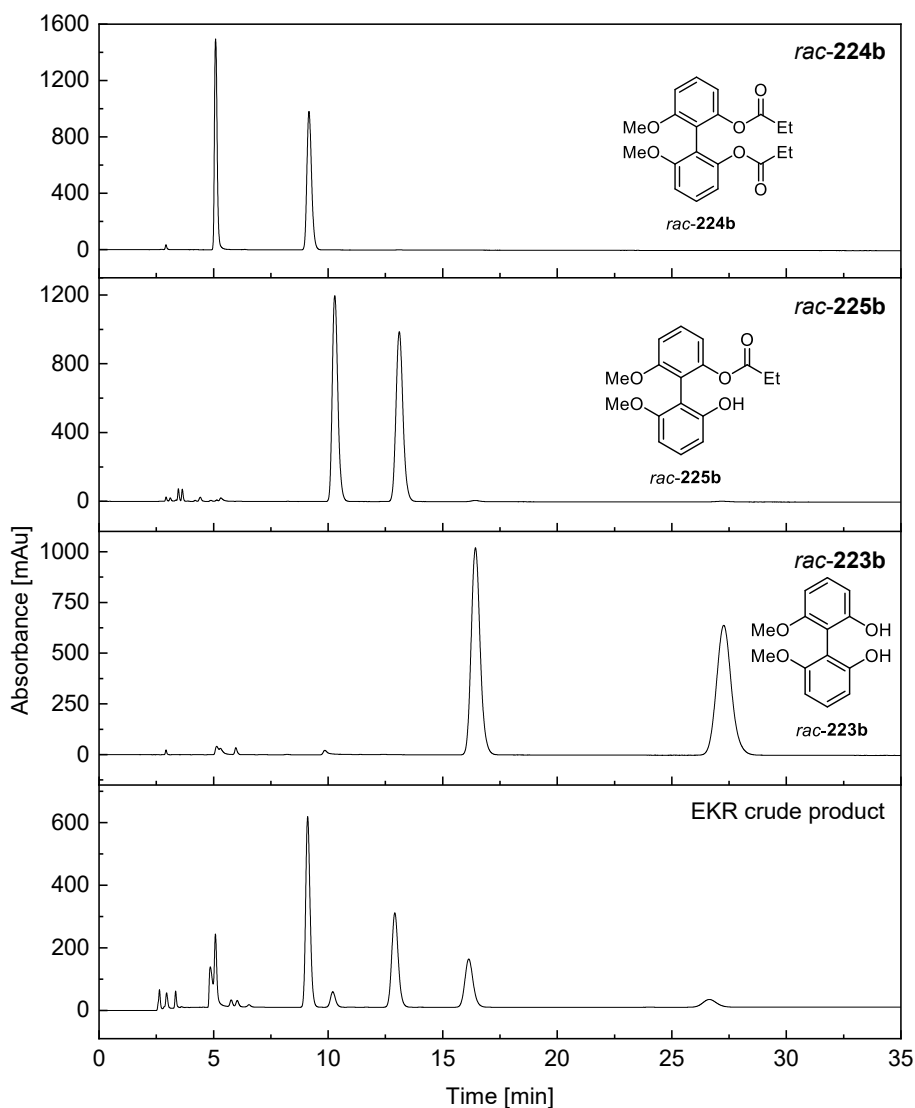 1600
1200
800
400
0
rac-224b
MeO
O
O
Et
MeO
O
Et
O
rac-224b
1200
800
400
0
rac-225b
O
MeO
O
Et
MeO
OH
rac-225b
1000
750
500
250
0
rac-223b
MeO
OH
MeO
OH
rac-223b
600
400
200
0
EKR crude product
0 5 10 15 20 25 30 35
Time [min]
Absorbance [mAu]